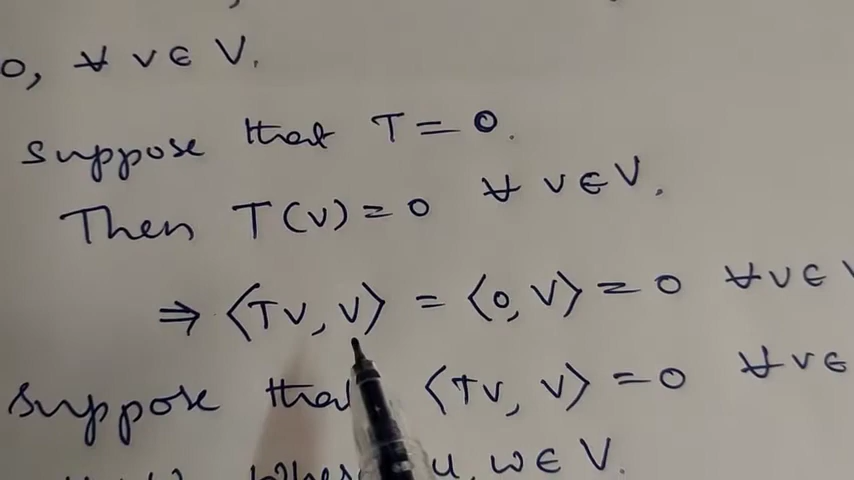 0, ∀ v ∈ V.
Suppose that T = 0.
Then T(v) = 0 ∀ v ∈ V.
⇒ ⟨Tv, v⟩ = ⟨0, v⟩ = 0 ∀ v ∈ V
Suppose that ⟨Tv, v⟩ = 0 ∀ v ∈
u, w ∈ V.